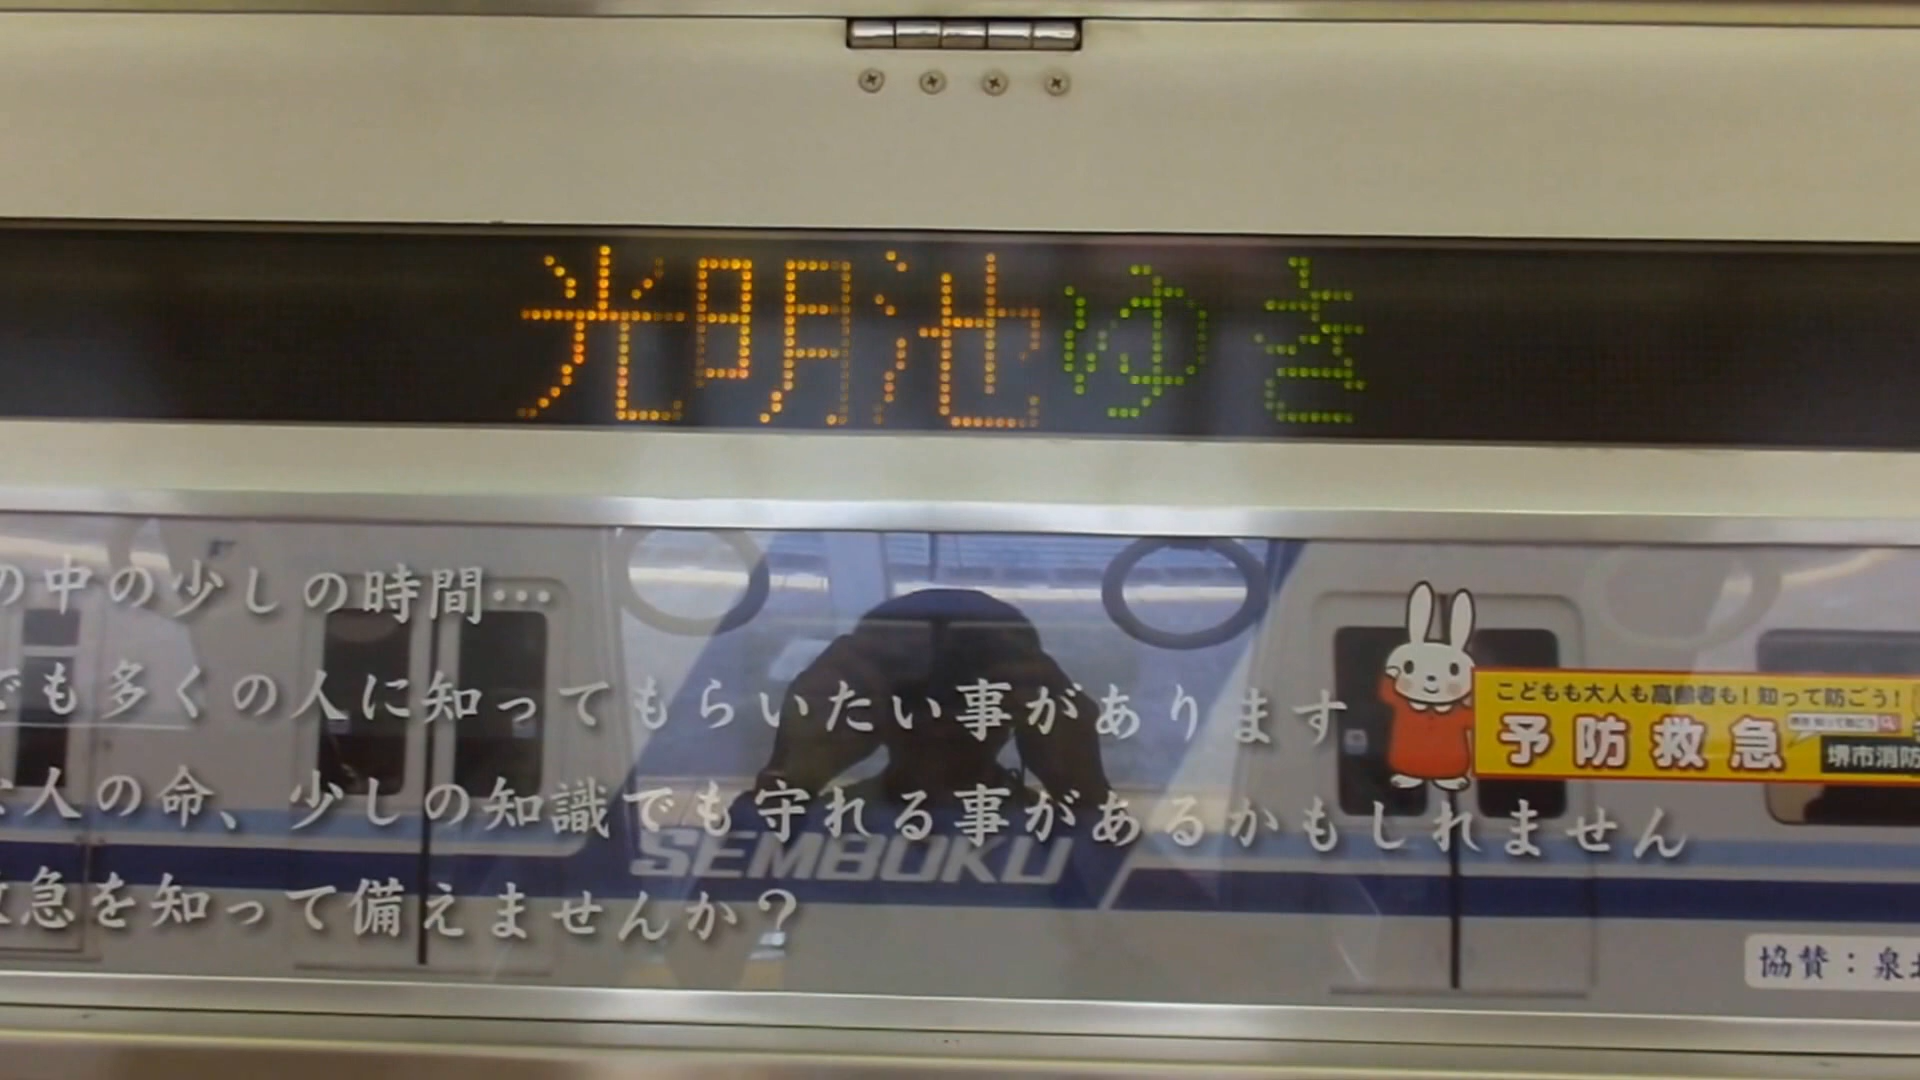 光明池ゆき
の中の少しの時間…
でも多くの人に知ってもらいたい事があります
こどもも大人も高齢者も！知って防ごう！
予防救急
堺市消防
な人の命、少しの知識でも守れる事があるかもしれません
SEMBOKU
救急を知って備えませんか？
協賛：泉北